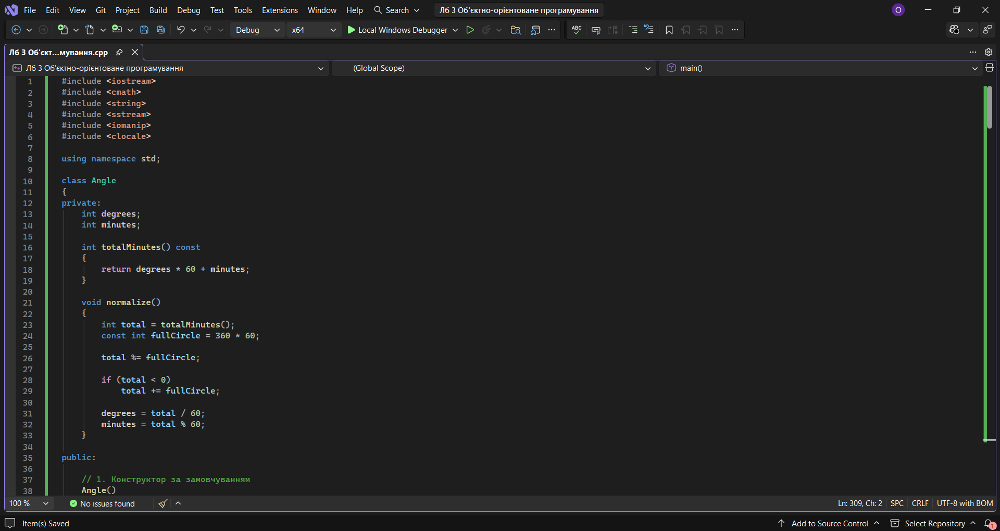 File Edit View Git Project Build Debug Test Tools Extensions Window Help Search Лб 3 Об'єктно-орієнтоване програмування O
Debug x64 Local Windows Debugger ABC
Лб 3 Об'єкт...мування.cpp
Лб 3 Об'єктно-орієнтоване програмування (Global Scope) main()
1 #include <iostream>
2 #include <cmath>
3 #include <string>
4 #include <sstream>
5 #include <iomanip>
6 #include <clocale>
7
8 using namespace std;
9
10 class Angle
11 {
12 private:
13 int degrees;
14 int minutes;
15
16 int totalMinutes() const
17 {
18 return degrees * 60 + minutes;
19 }
20
21 void normalize()
22 {
23 int total = totalMinutes();
24 const int fullCircle = 360 * 60;
25
26 total %= fullCircle;
27
28 if (total < 0)
29 total += fullCircle;
30
31 degrees = total / 60;
32 minutes = total % 60;
33 }
34
35 public:
36
37 // 1. Конструктор за замовчуванням
38 Angle()
100 % No issues found Ln: 309, Ch: 2 SPC CRLF UTF-8 with BOM
Item(s) Saved Add to Source Control Select Repository 1